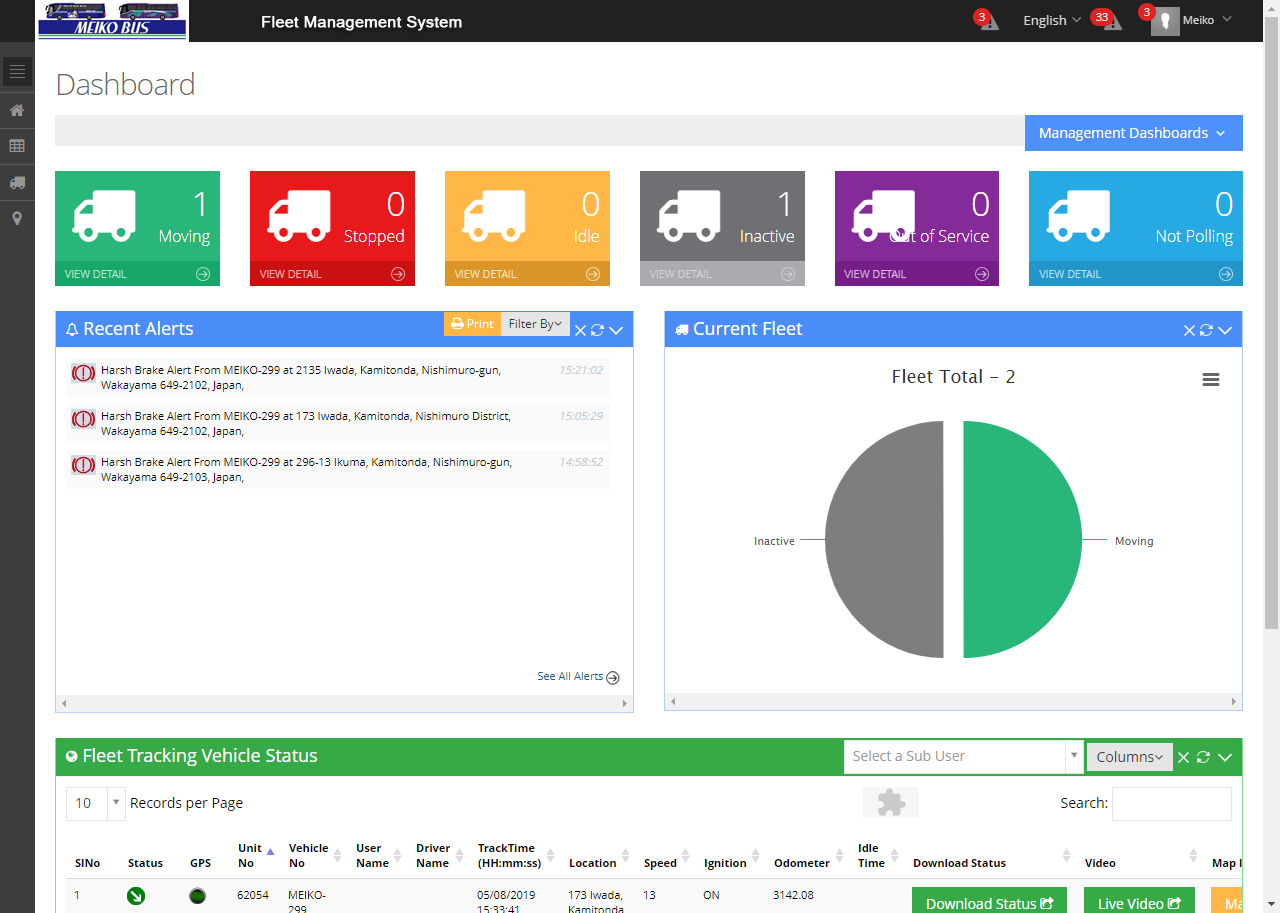 MEIKO BUS
Fleet Management System
3
English
33
3
Meiko
Dashboard
Management Dashboards
1
Moving
VIEW DETAIL
0
Stopped
VIEW DETAIL
0
Idle
VIEW DETAIL
1
Inactive
VIEW DETAIL
0
Out of Service
VIEW DETAIL
0
Not Polling
VIEW DETAIL
Recent Alerts
Print
Filter By
Harsh Brake Alert From MEIKO-299 at 2135 Iwada, Kamitonda, Nishimuro-gun,
Wakayama 649-2102, Japan,
15:21:02
Harsh Brake Alert From MEIKO-299 at 173 Iwada, Kamitonda, Nishimuro District,
Wakayama 649-2102, Japan,
15:05:29
Harsh Brake Alert From MEIKO-299 at 296-13 Ikuma, Kamitonda, Nishimuro-gun,
Wakayama 649-2103, Japan,
14:58:52
See All Alerts
Current Fleet
Fleet Total - 2
Inactive
Moving
Fleet Tracking Vehicle Status
Select a Sub User
Columns
10
Records per Page
Search:
SlNo
Status
GPS
Unit
No
Vehicle
No
User
Name
Driver
Name
TrackTime
(HH:mm:ss)
Location
Speed
Ignition
Odometer
Idle
Time
Download Status
Video
Map
1
62054
MEIKO-
299
05/08/2019
15:33:41
173 Iwada,
Kamitonda
13
ON
3142.08
Download Status
Live Video
Ma